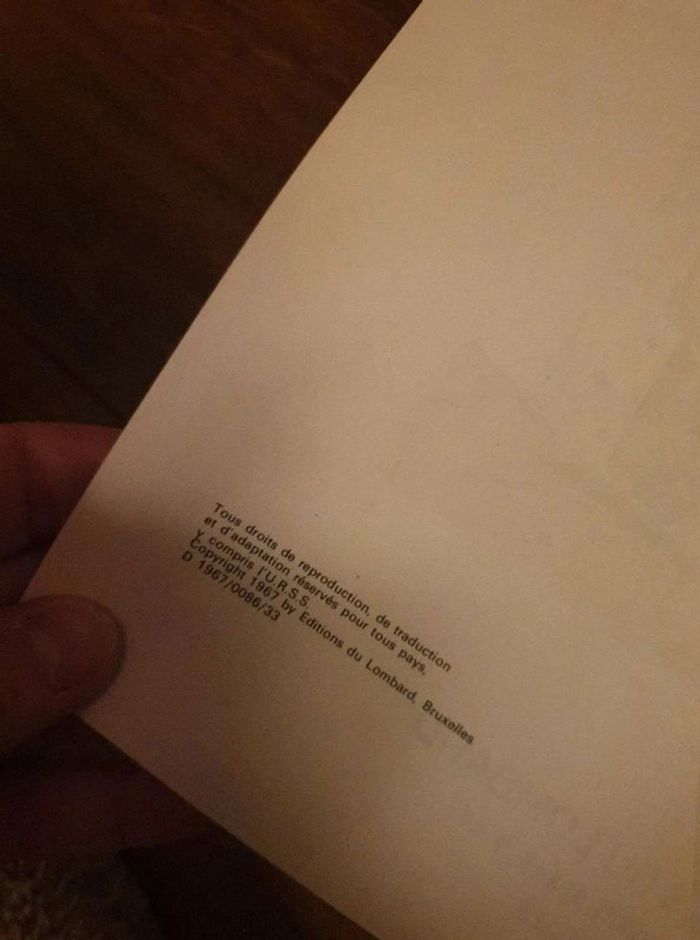 Tous droits de reproduction, de traduction
et d'adaptation réservés pour tous pays,
y compris l'U.R.S.S.
Copyright 1967 by Editions du Lombard, Bruxelles
D 1967/0086/33